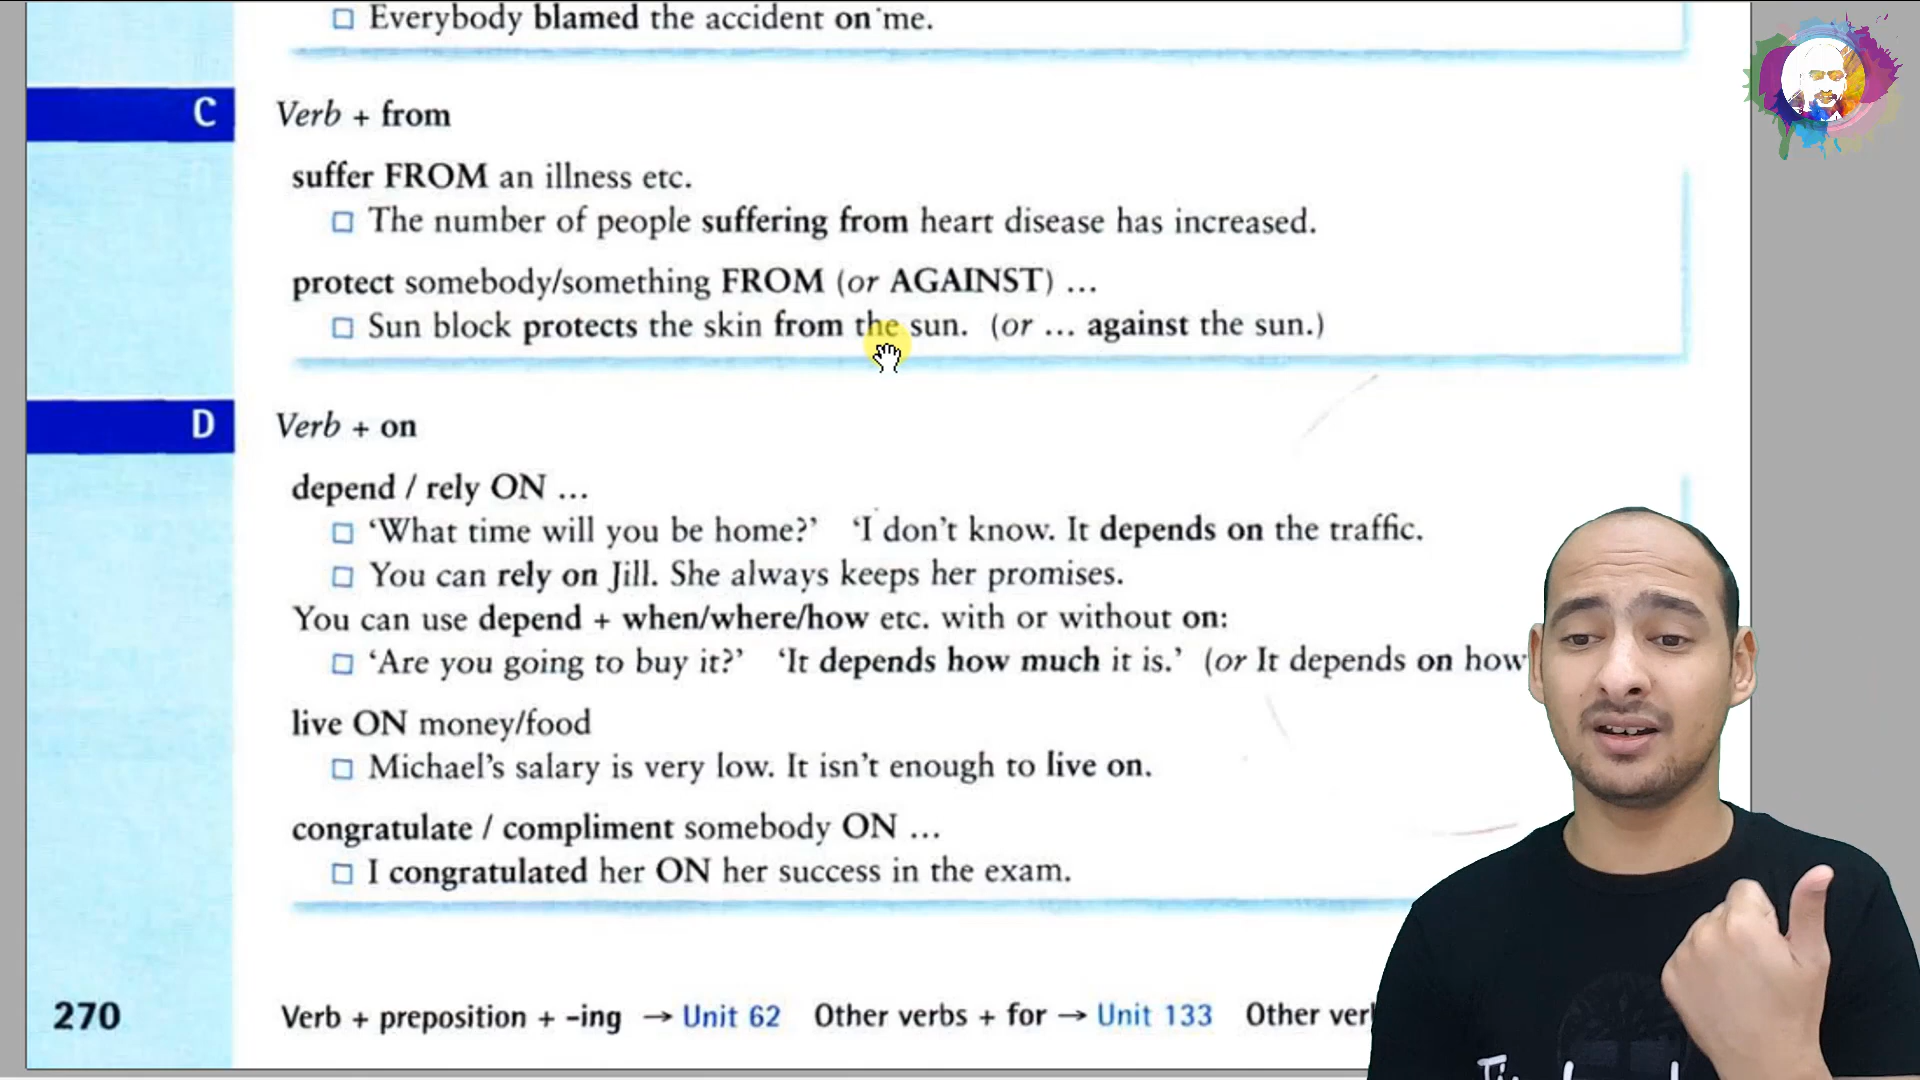 Everybody blamed the accident on me.
C
Verb + from
suffer FROM an illness etc.
The number of people suffering from heart disease has increased.
protect somebody/something FROM (or AGAINST) ...
Sun block protects the skin from the sun. (or ... against the sun.)
D
Verb + on
depend / rely ON ...
'What time will you be home?' 'I don't know. It depends on the traffic.
You can rely on Jill. She always keeps her promises.
You can use depend + when/where/how etc. with or without on:
'Are you going to buy it?' 'It depends how much it is.' (or It depends on how
live ON money/food
Michael's salary is very low. It isn't enough to live on.
congratulate / compliment somebody ON ...
I congratulated her ON her success in the exam.
270
Verb + preposition + -ing → Unit 62 Other verbs + for → Unit 133 Other